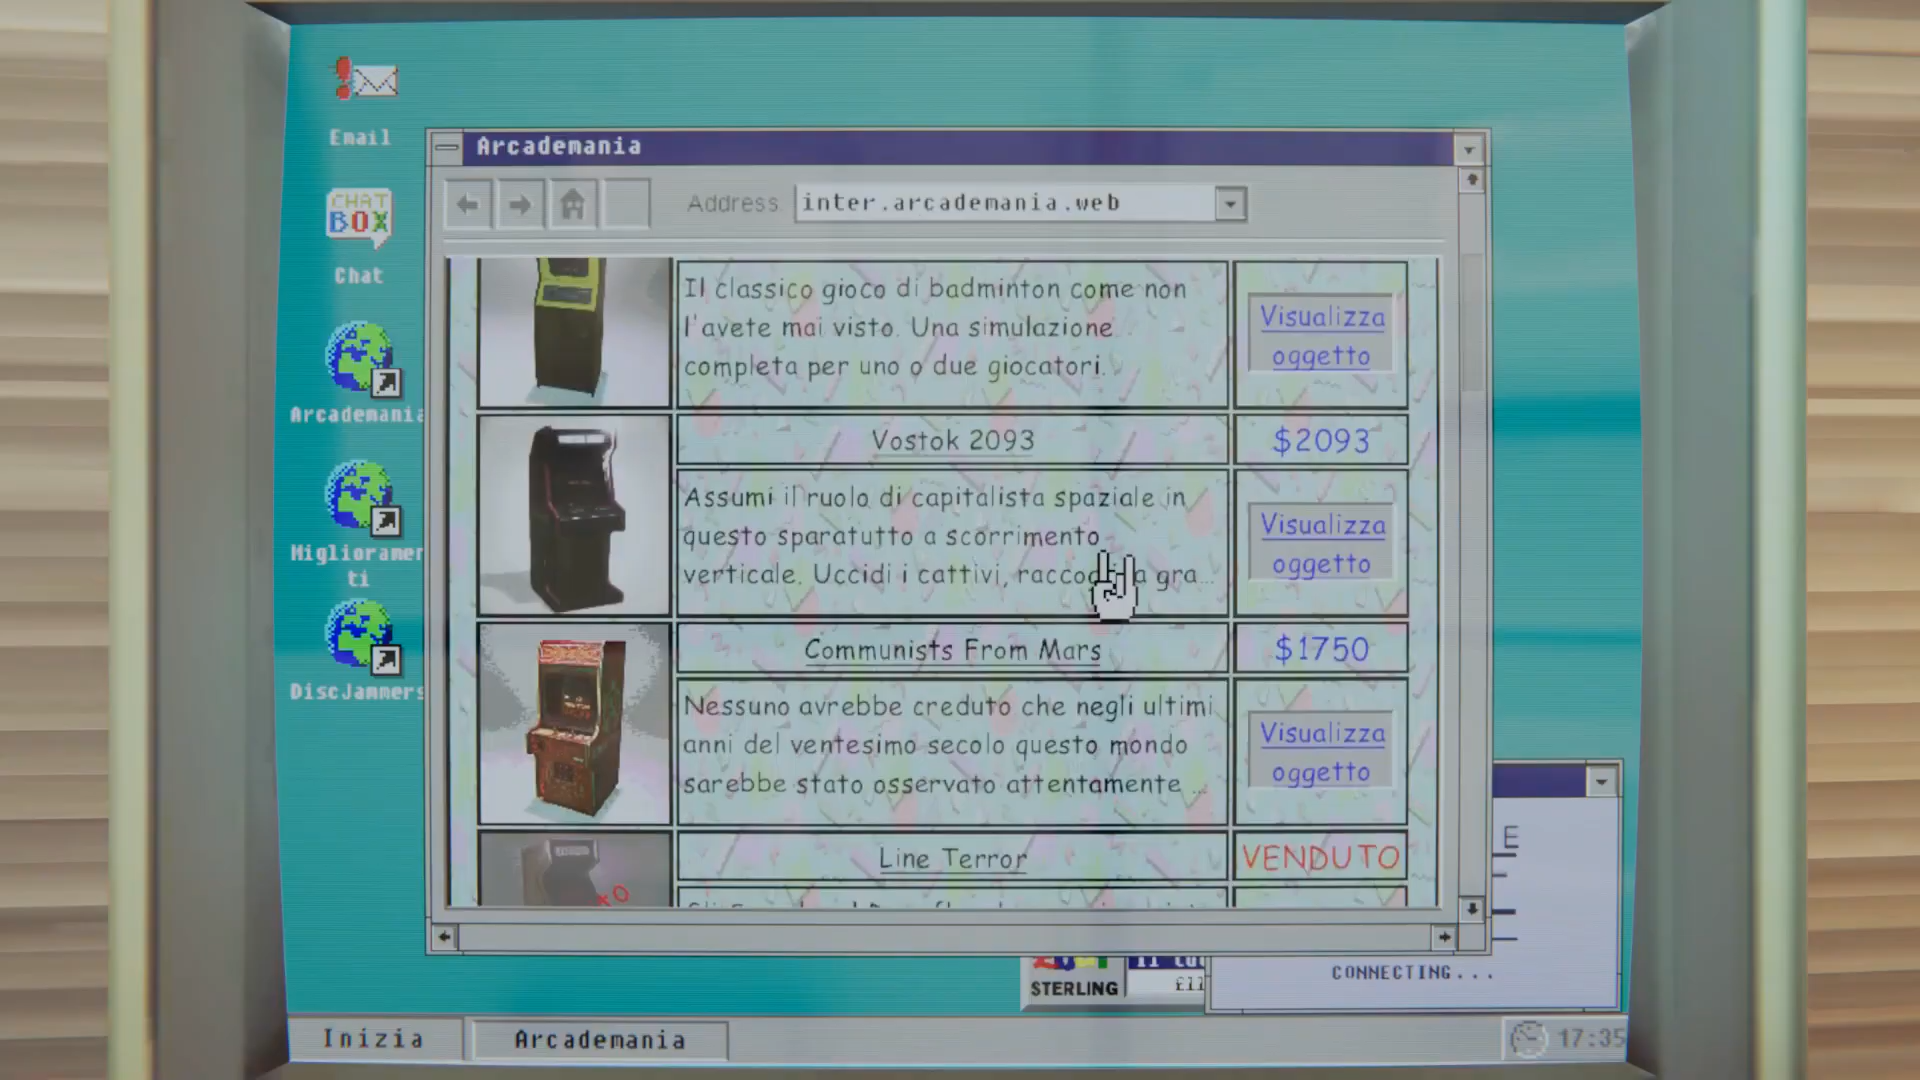 Email
CHAT
BOX
Chat
Arcademania
Miglioramen
ti
DiscJammers
Arcademania
Address
inter.arcademania.web
Il classico gioco di badminton come non
l'avete mai visto. Una simulazione
completa per uno o due giocatori.
Visualizza
oggetto
Vostok 2093
$2093
Assumi il ruolo di capitalista spaziale in
questo sparatutto a scorrimento
verticale. Uccidi i cattivi, gra...
Visualizza
oggetto
Communists From Mars
$1750
Nessuno avrebbe creduto che negli ultimi
anni del ventesimo secolo questo mondo
sarebbe stato osservato attentamente ...
Visualizza
oggetto
Line Terror
VENDUTO
E
STERLING
£11
CONNECTING...
Inizia
Arcademania
17:35